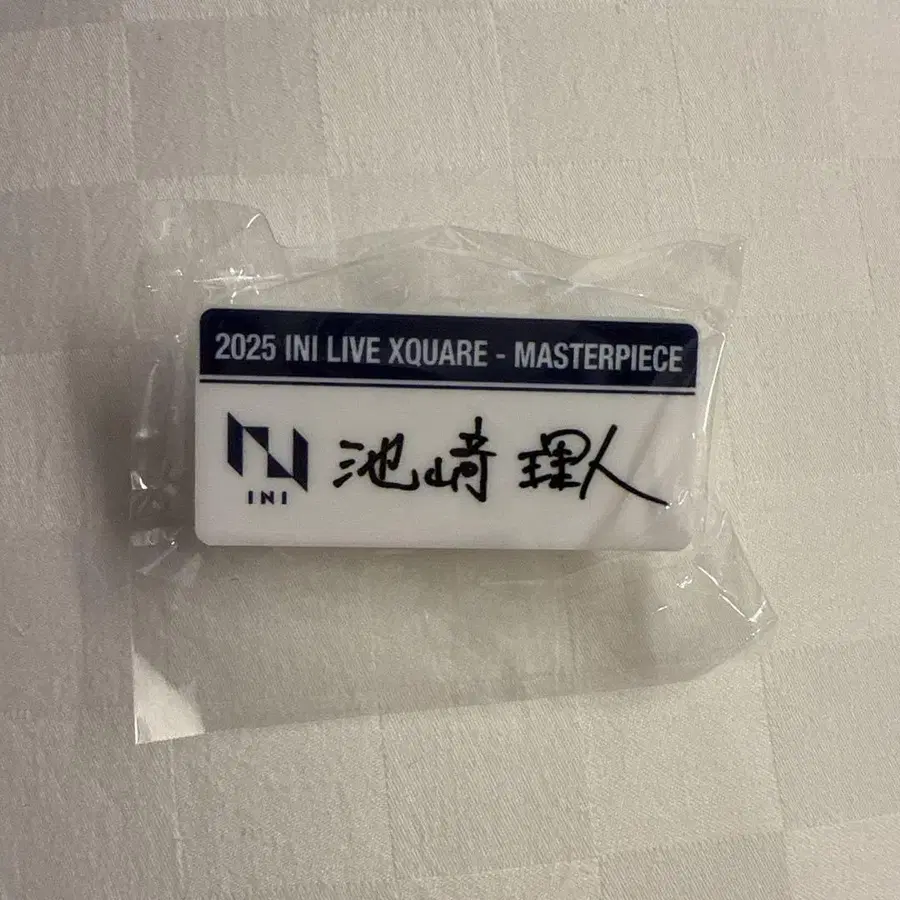 2025 INI LIVE XQUARE - MASTERPIECE
INI 池﨑 理人